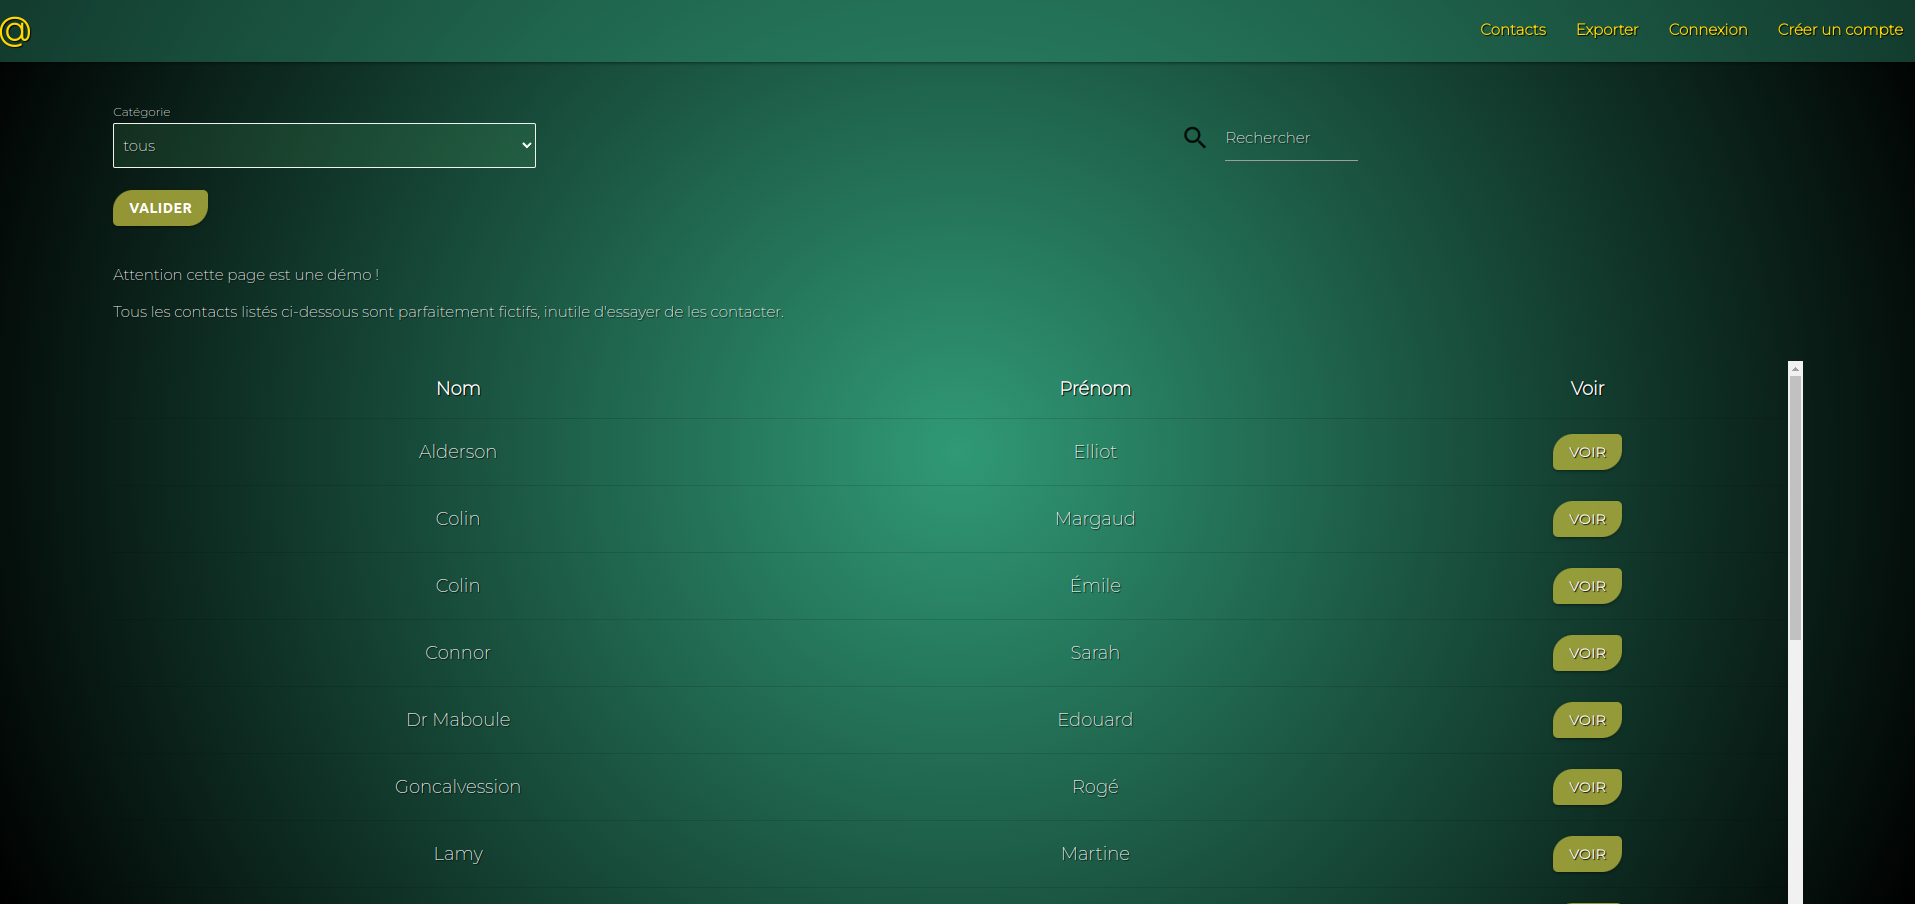 @ Contacts Exporter Connexion Créer un compte
Catégorie
tous
Rechercher
VALIDER
Attention cette page est une démo !
Tous les contacts listés ci-dessous sont parfaitement fictifs, inutile d'essayer de les contacter.
Nom Prénom Voir
Alderson Elliot VOIR
Colin Margaud VOIR
Colin Émile VOIR
Connor Sarah VOIR
Dr Maboule Edouard VOIR
Goncalvession Rogé VOIR
Lamy Martine VOIR